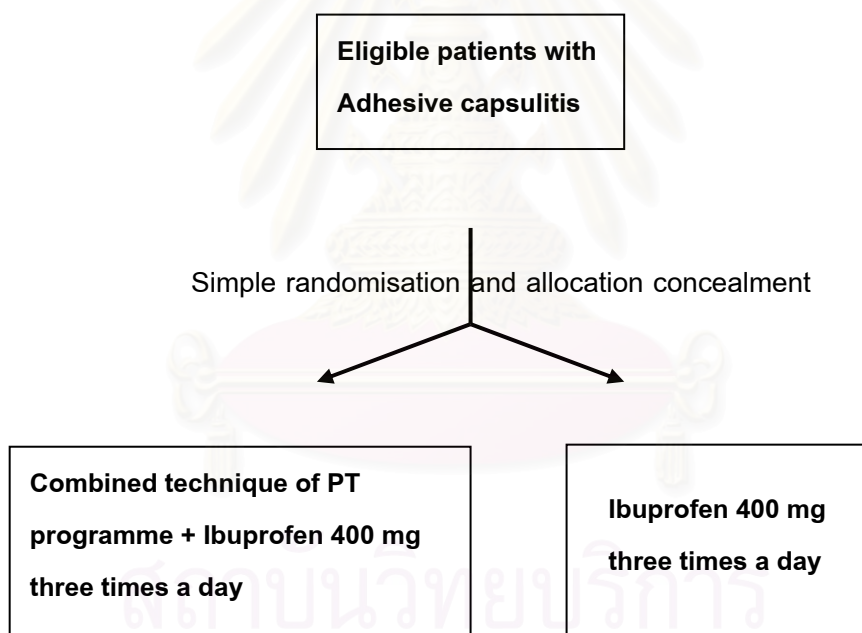 Eligible patients with
Adhesive capsulitis
Simple randomisation and allocation concealment
Combined technique of PT
programme + Ibuprofen 400 mg
three times a day
Ibuprofen 400 mg
three times a day
สถาบันวิทยบริการ